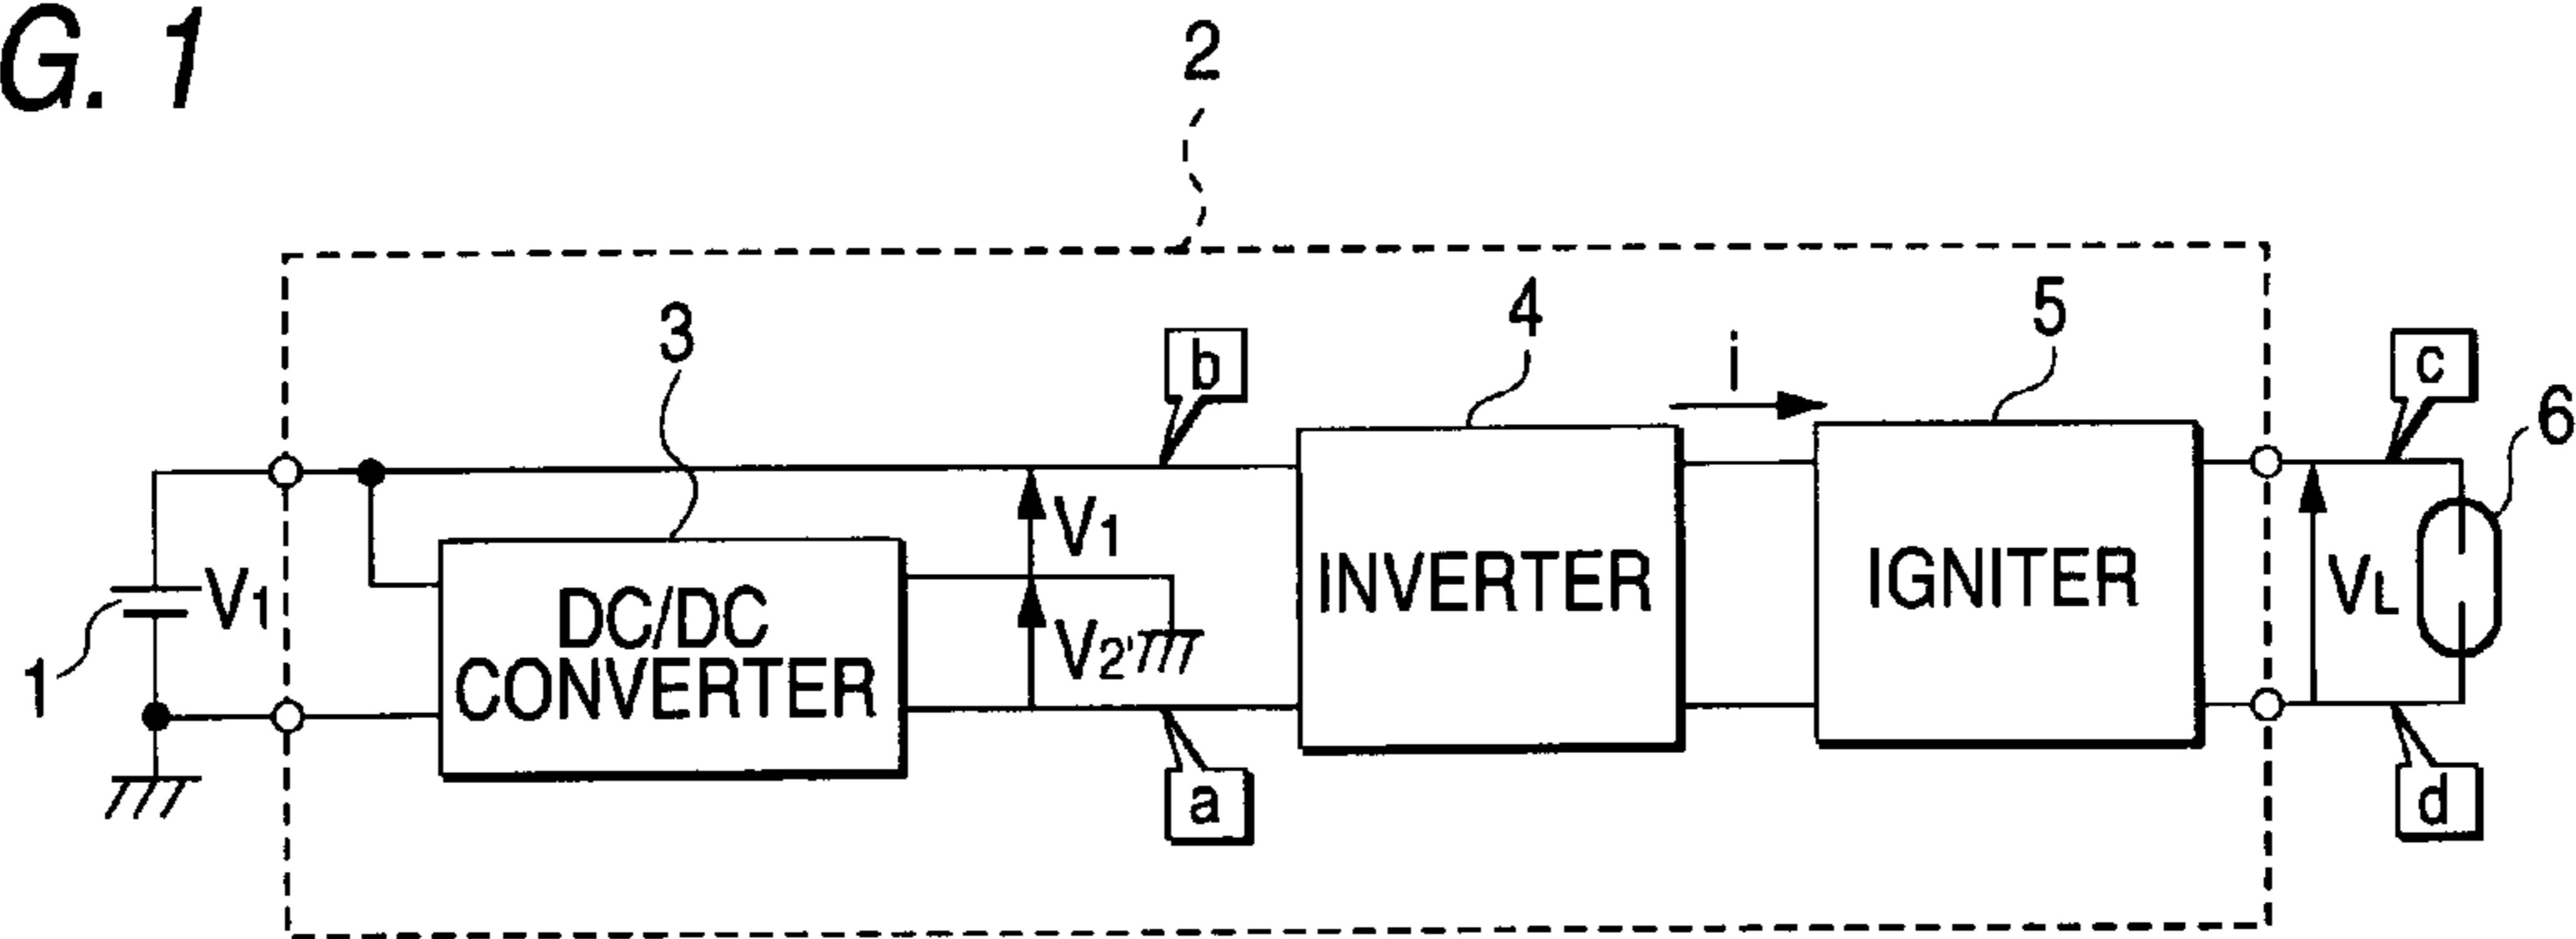 G. 1
2
3
4
5
6
b
i
c
V1
V1
V2'
DC/DC
CONVERTER
INVERTER
IGNITER
VL
1
a
d